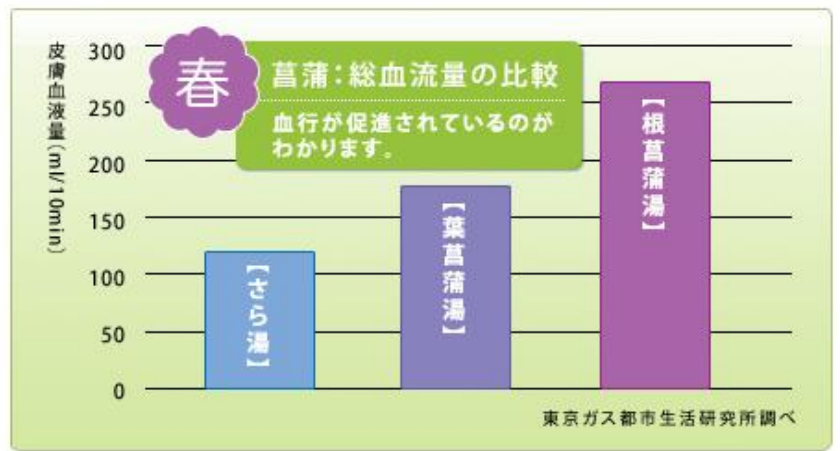 春
菖蒲：総血流量の比較
血行が促進されているのが
わかります。
皮膚血液量（ml/10min）
300
250
200
150
100
50
0
【さら湯】
【葉菖蒲湯】
【根菖蒲湯】
東京ガス都市生活研究所調べ